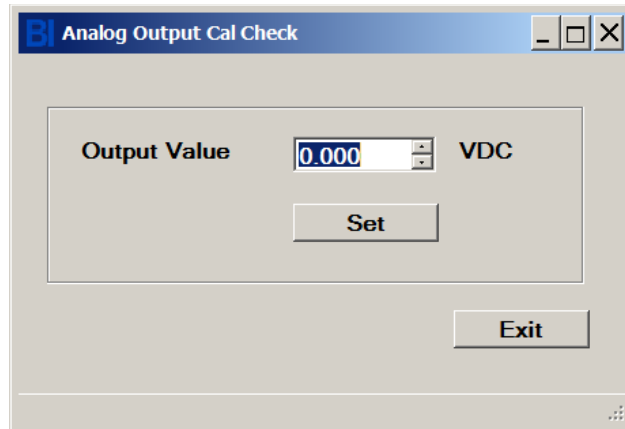 BI Analog Output Cal Check
Output Value 0.000 VDC
Set
Exit